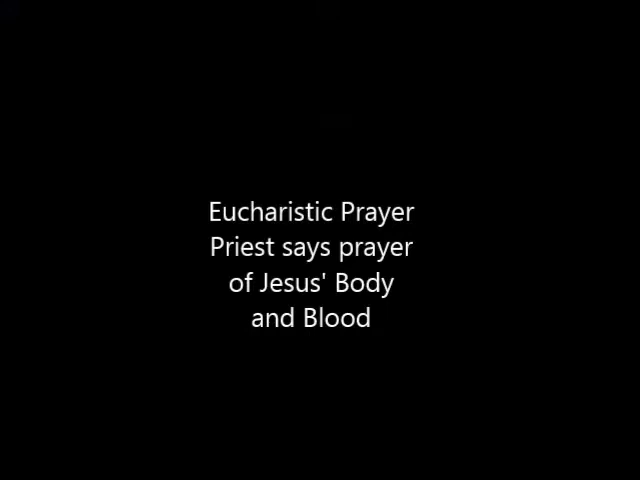 Eucharistic Prayer
Priest says prayer
of Jesus' Body
and Blood